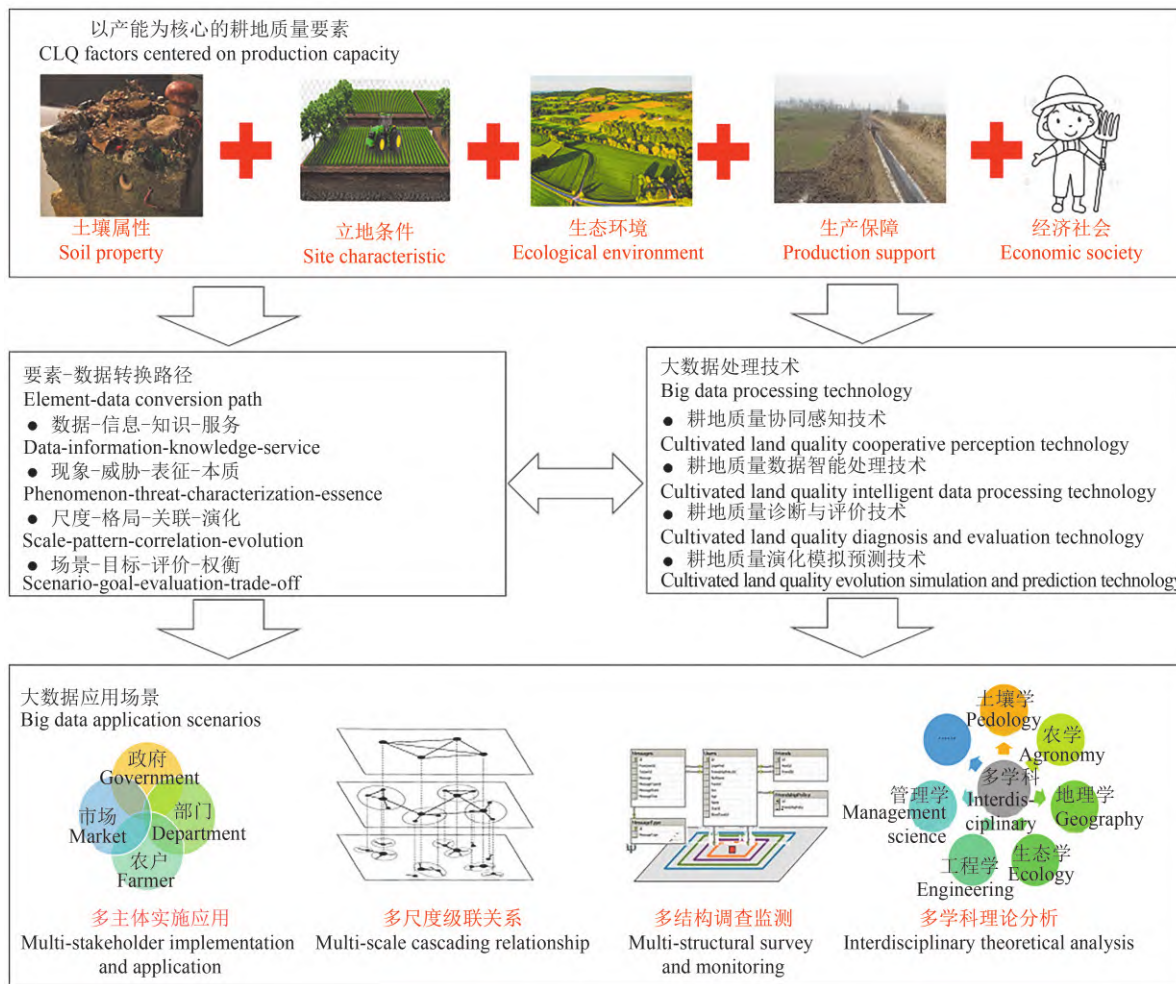 以产能为核心的耕地质量要素
CLQ factors centered on production capacity
土壤属性
Soil property
立地条件
Site characteristic
生态环境
Ecological environment
生产保障
Production support
经济社会
Economic society
要素-数据转换路径
Element-data conversion path
● 数据-信息-知识-服务
Data-information-knowledge-service
● 现象-威胁-表征-本质
Phenomenon-threat-characterization-essence
● 尺度-格局-关联-演化
Scale-pattern-correlation-evolution
● 场景-目标-评价-权衡
Scenario-goal-evaluation-trade-off
大数据处理技术
Big data processing technology
● 耕地质量协同感知技术
Cultivated land quality cooperative perception technology
● 耕地质量数据智能处理技术
Cultivated land quality intelligent data processing technology
● 耕地质量诊断与评价技术
Cultivated land quality diagnosis and evaluation technology
● 耕地质量演化模拟预测技术
Cultivated land quality evolution simulation and prediction technology
大数据应用场景
Big data application scenarios
政府
Government
市场
Market
部门
Department
农户
Farmer
多主体实施应用
Multi-stakeholder implementation
and application
多尺度级联关系
Multi-scale cascading relationship
多结构调查监测
Multi-structural survey
and monitoring
土壤学
Pedology
农学
Agronomy
多学科
Interdis-
ciplinary
地理学
Geography
管理学
Management
science
生态学
Ecology
工程学
Engineering
多学科理论分析
Interdisciplinary theoretical analysis